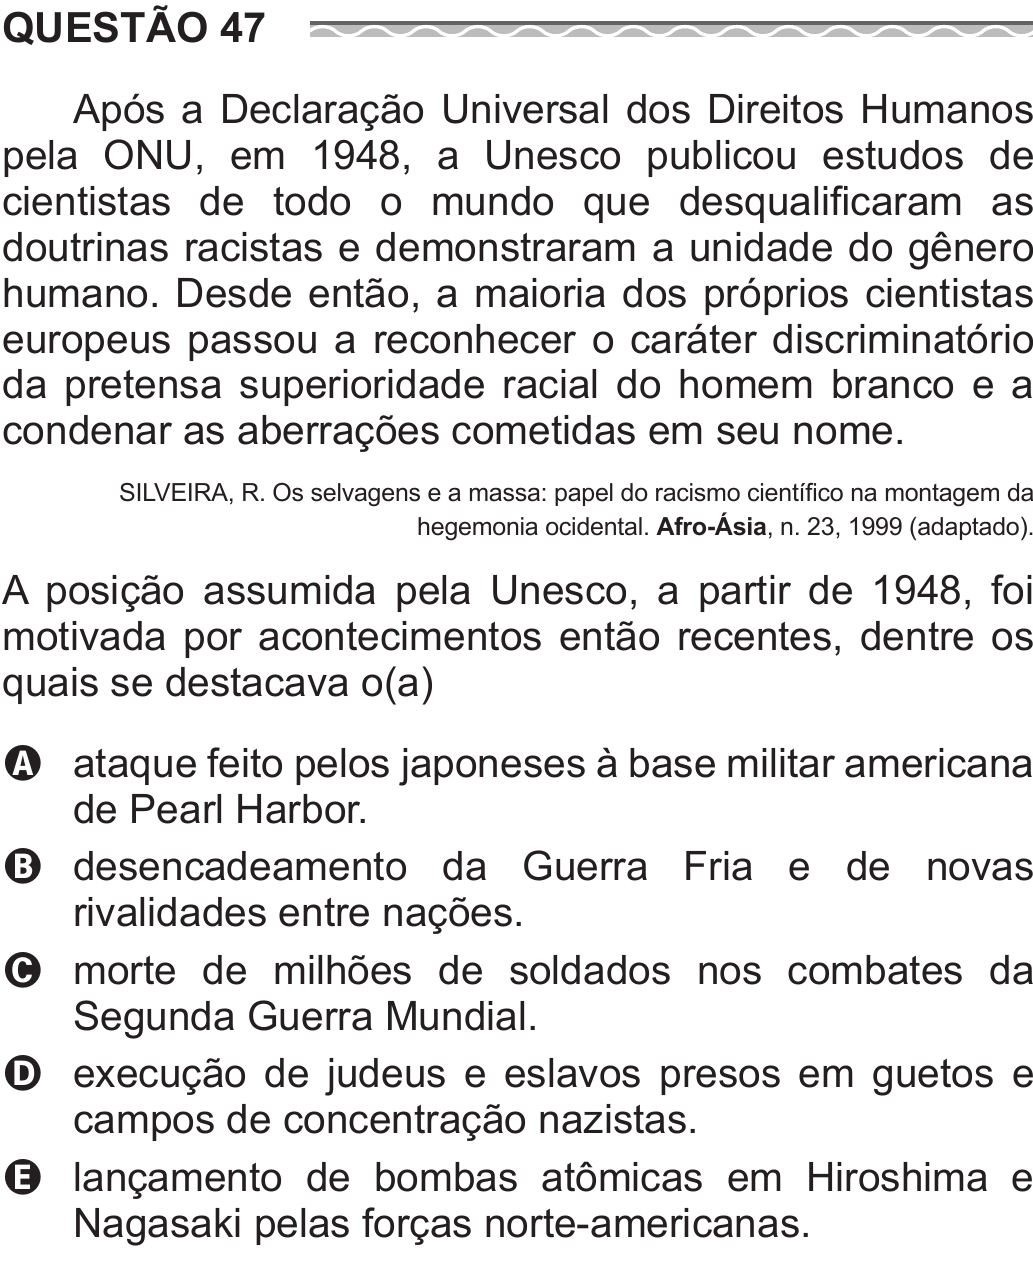 QUESTÃO 47
Após a Declaração Universal dos Direitos Humanos
pela ONU, em 1948, a Unesco publicou estudos de
cientistas de todo o mundo que desqualificaram as
doutrinas racistas e demonstraram a unidade do gênero
humano. Desde então, a maioria dos próprios cientistas
europeus passou a reconhecer o caráter discriminatório
da pretensa superioridade racial do homem branco e a
condenar as aberrações cometidas em seu nome.
SILVEIRA, R. Os selvagens e a massa: papel do racismo científico na montagem da
hegemonia ocidental. Afro-Ásia, n. 23, 1999 (adaptado).
A posição assumida pela Unesco, a partir de 1948, foi
motivada por acontecimentos então recentes, dentre os
quais se destacava o(a)
A ataque feito pelos japoneses à base militar americana
de Pearl Harbor.
B desencadeamento da Guerra Fria e de novas
rivalidades entre nações.
C morte de milhões de soldados nos combates da
Segunda Guerra Mundial.
D execução de judeus e eslavos presos em guetos e
campos de concentração nazistas.
E lançamento de bombas atômicas em Hiroshima e
Nagasaki pelas forças norte-americanas.